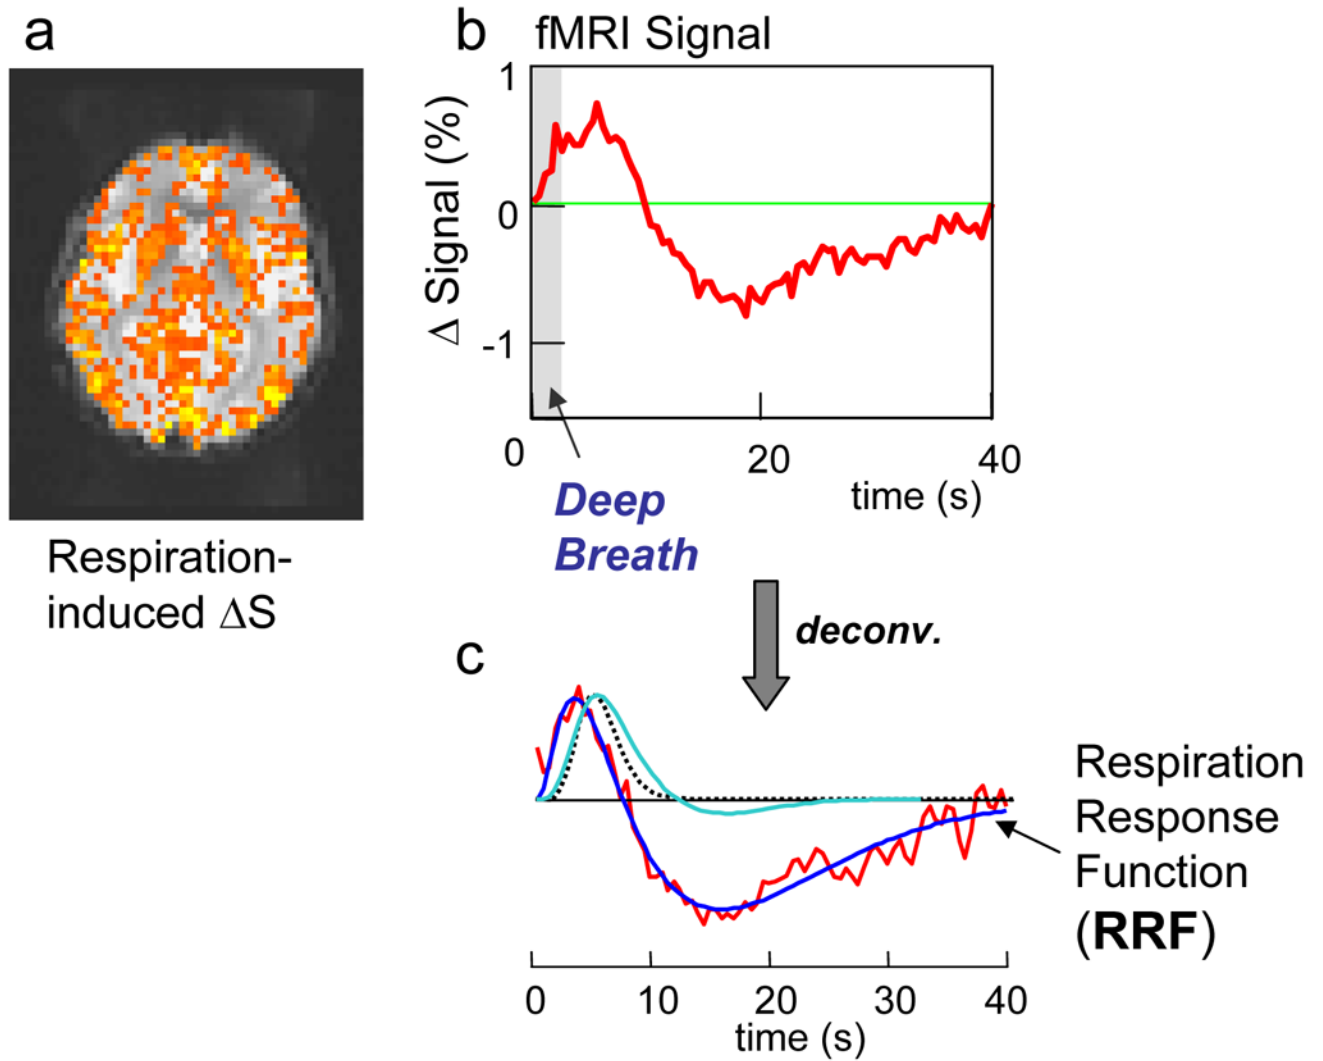 a
Respiration-
induced ΔS
b
fMRI Signal
Δ Signal (%)
1
0
-1
0
20
40
time (s)
Deep
Breath
deconv.
c
Respiration
Response
Function
(RRF)
0
10
20
30
40
time (s)